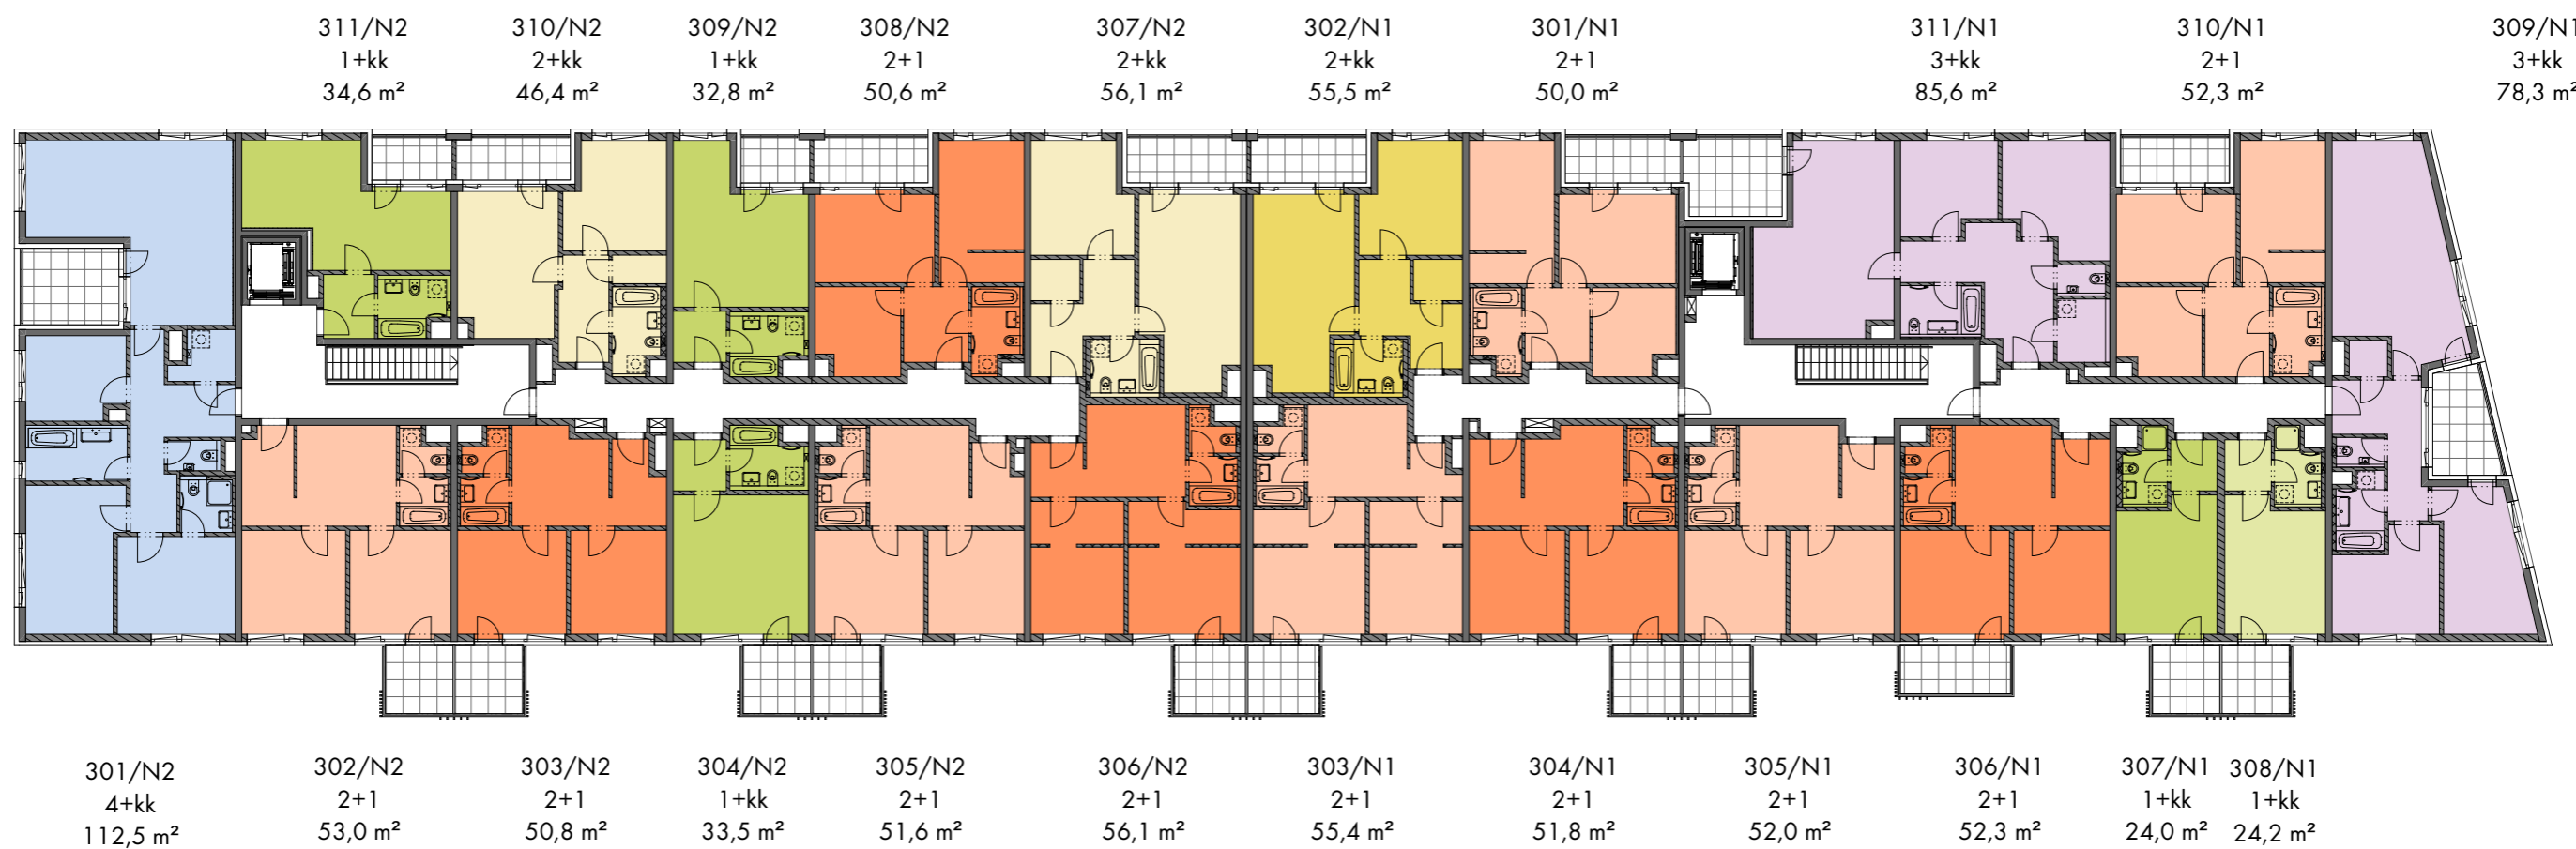 311/N2
1+kk
34,6 m²
310/N2
2+kk
46,4 m²
309/N2
1+kk
32,8 m²
308/N2
2+1
50,6 m²
307/N2
2+kk
56,1 m²
302/N1
2+kk
55,5 m²
301/N1
2+1
50,0 m²
311/N1
3+kk
85,6 m²
310/N1
2+1
52,3 m²
309/N1
3+kk
78,3 m²
301/N2
4+kk
112,5 m²
302/N2
2+1
53,0 m²
303/N2
2+1
50,8 m²
304/N2
1+kk
33,5 m²
305/N2
2+1
51,6 m²
306/N2
2+1
56,1 m²
303/N1
2+1
55,4 m²
304/N1
2+1
51,8 m²
305/N1
2+1
52,0 m²
306/N1
2+1
52,3 m²
307/N1
1+kk
24,0 m²
308/N1
1+kk
24,2 m²